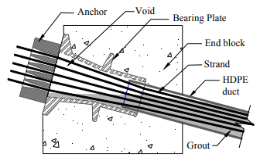 Anchor
Void
Bearing Plate
End block
Strand
HDPE
duct
Grout